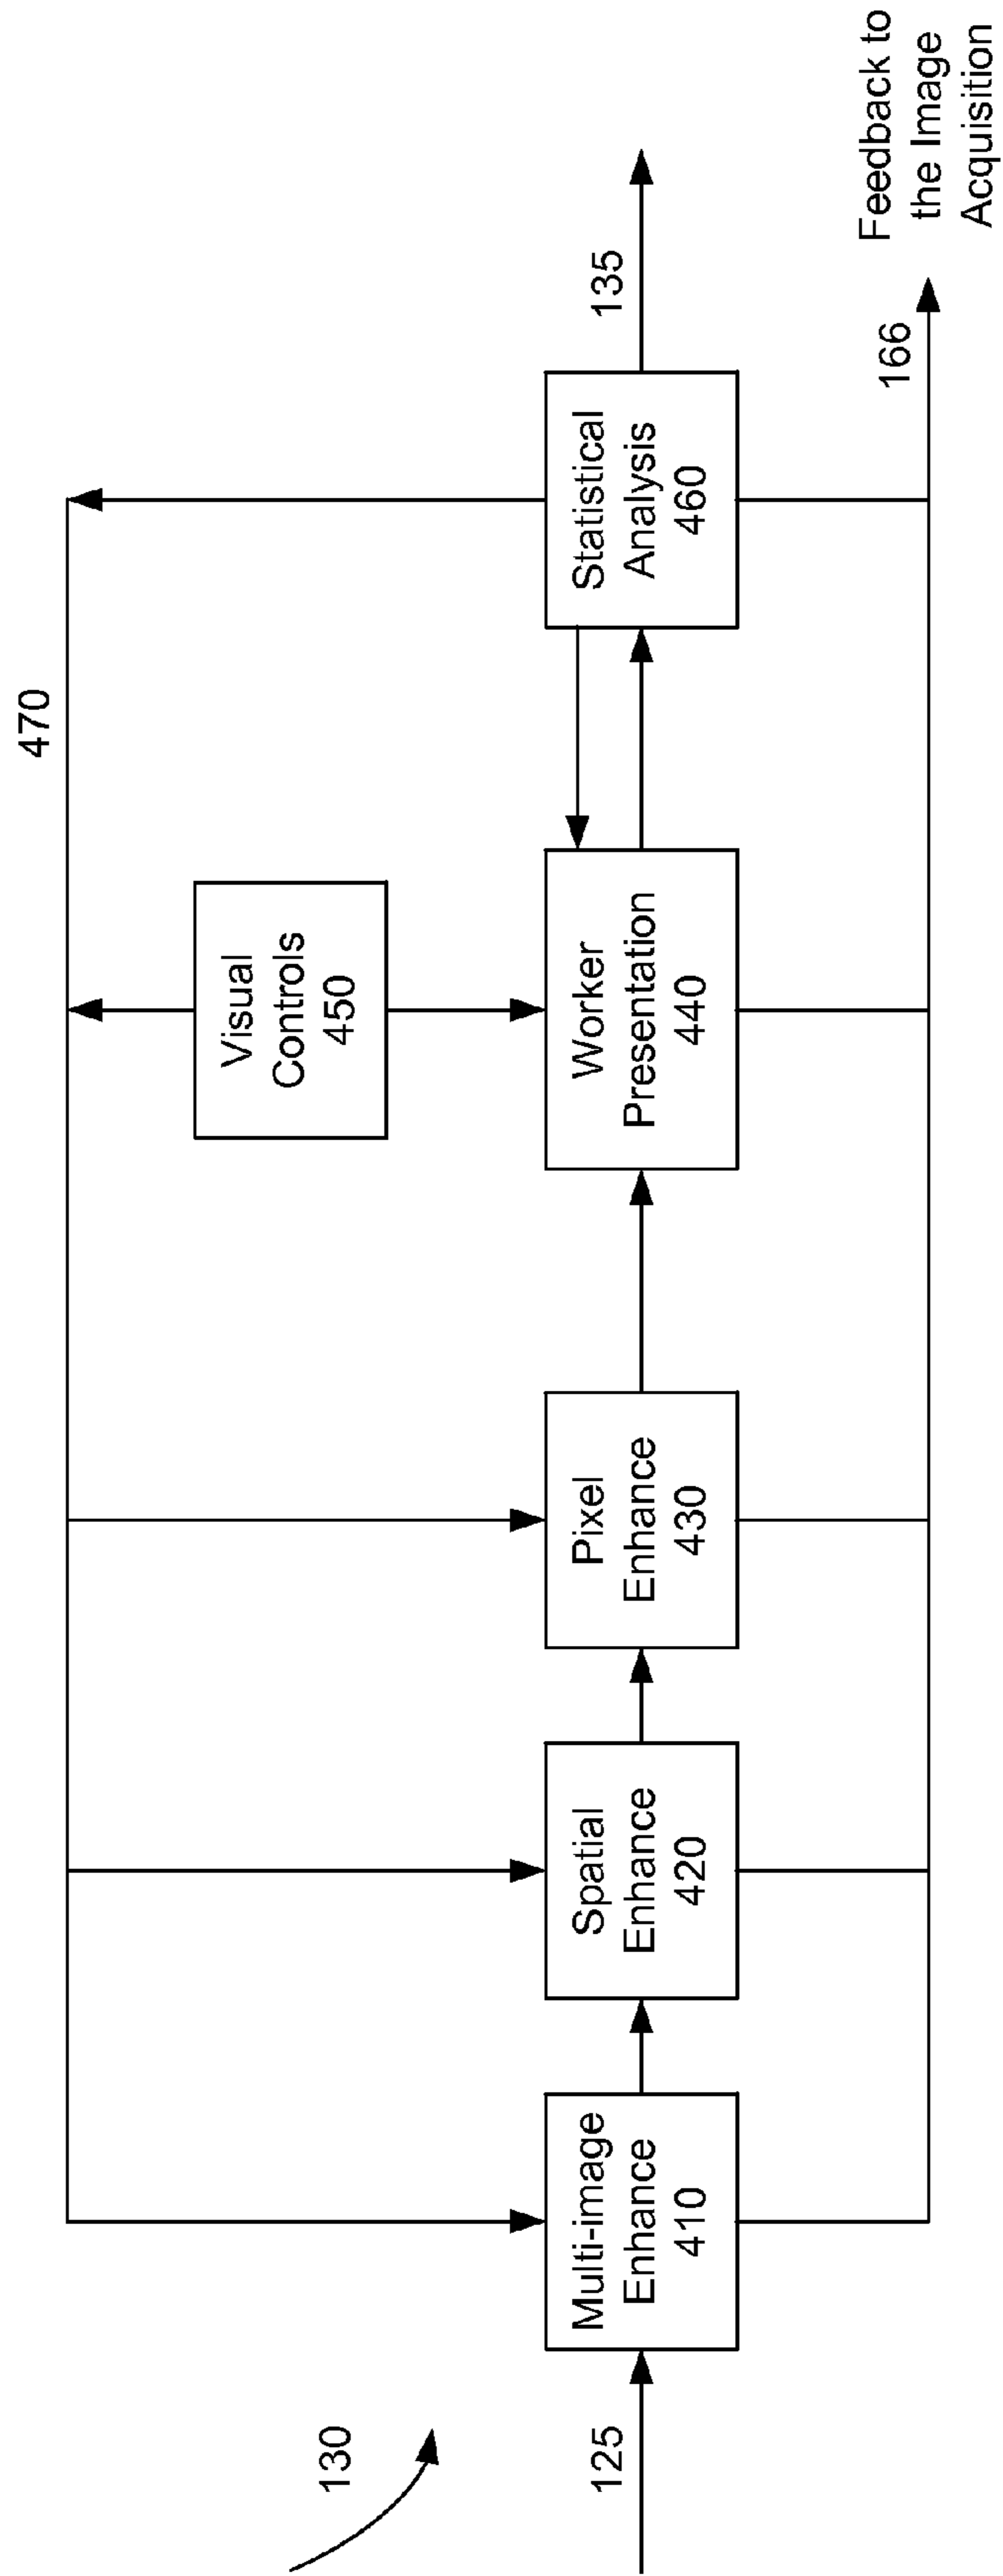 470
130
Visual
Controls
450
125
Multi-image
Enhance
410
Spatial
Enhance
420
Pixel
Enhance
430
Worker
Presentation
440
Statistical
Analysis
460
135
166
Feedback to
the Image
Acquisition